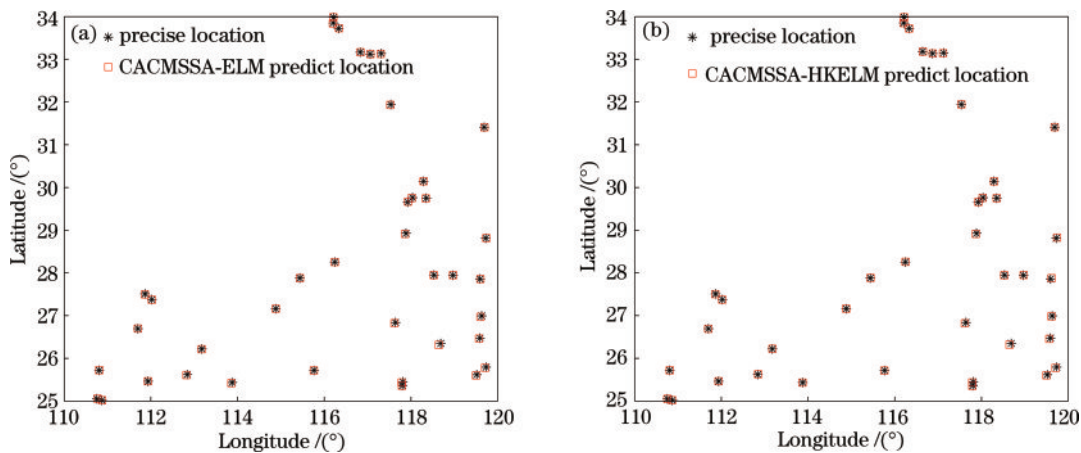 (a)
precise location
CACMSSA-ELM predict location
34
33
32
31
30
29
28
27
26
25
Latitude /(°)
110 112 114 116 118 120
Longitude /(°)
(b)
precise location
CACMSSA-HKELM predict location
34
33
32
31
30
29
28
27
26
25
Latitude /(°)
110 112 114 116 118 120
Longitude /(°)